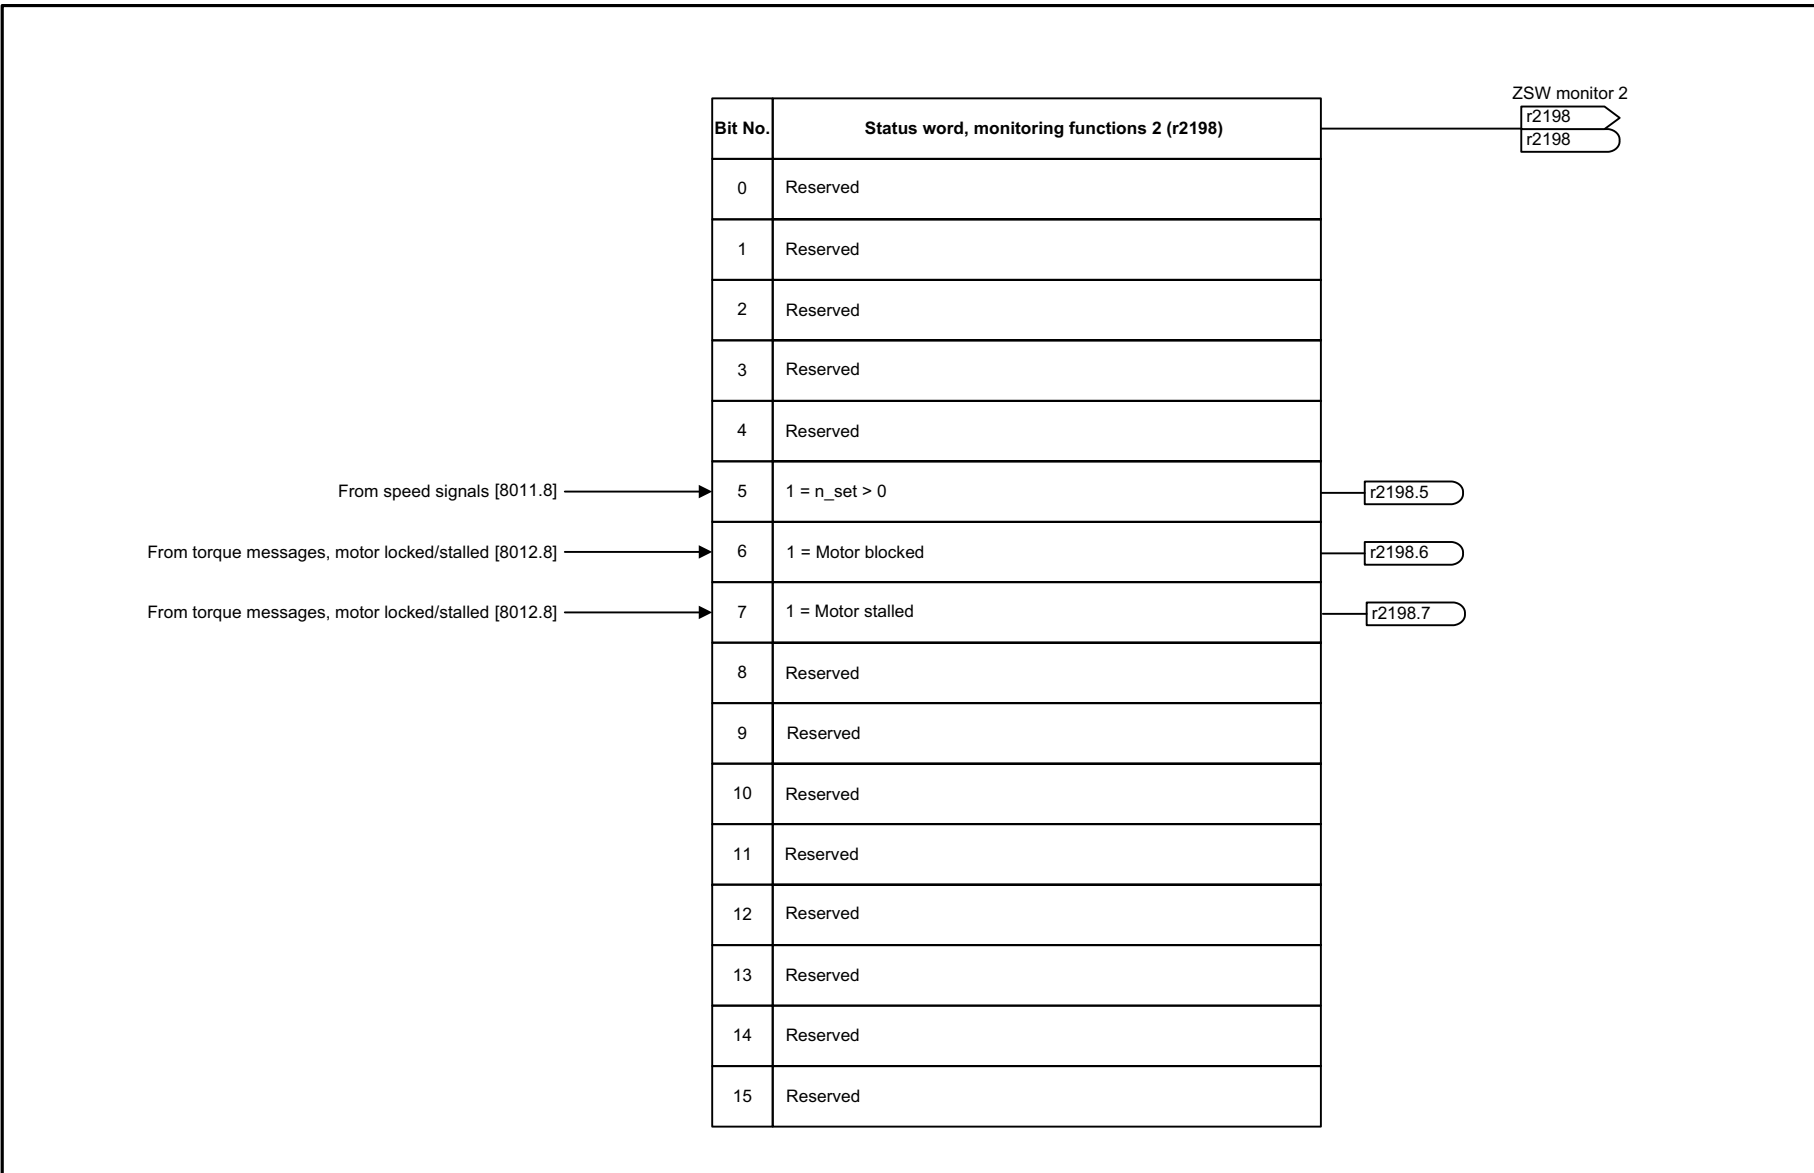 ZSW monitor 2
r2198
r2198
Bit No. Status word, monitoring functions 2 (r2198)
0 Reserved
1 Reserved
2 Reserved
3 Reserved
4 Reserved
From speed signals [8011.8] 5 1 = n_set > 0 r2198.5
From torque messages, motor locked/stalled [8012.8] 6 1 = Motor blocked r2198.6
From torque messages, motor locked/stalled [8012.8] 7 1 = Motor stalled r2198.7
8 Reserved
9 Reserved
10 Reserved
11 Reserved
12 Reserved
13 Reserved
14 Reserved
15 Reserved